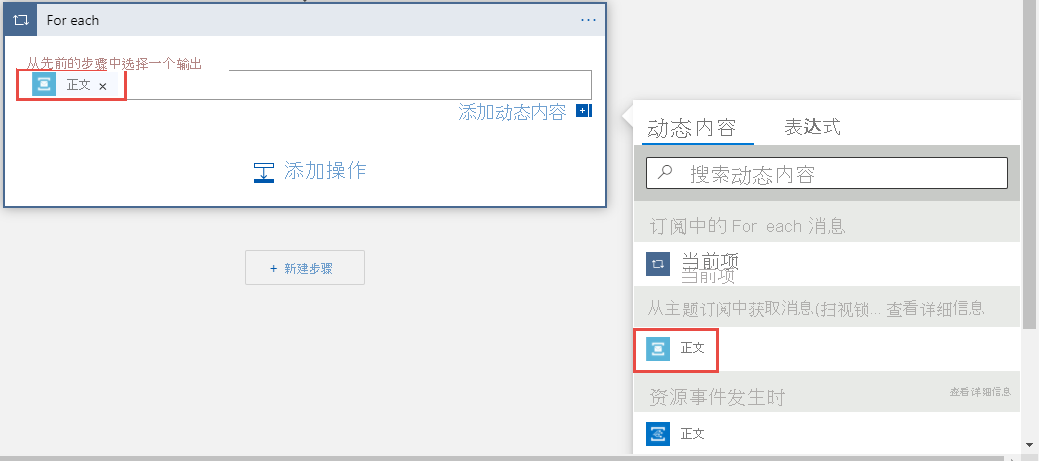 For each
...
从先前的步骤中选择一个输出
正文 ×
添加动态内容
添加操作
+ 新建步骤
动态内容 表达式
搜索动态内容
订阅中的 For each 消息
当前项
当前项
从主题订阅中获取消息(扫视锁... 查看详细信息
正文
资源事件发生时 查看详细信息
正文